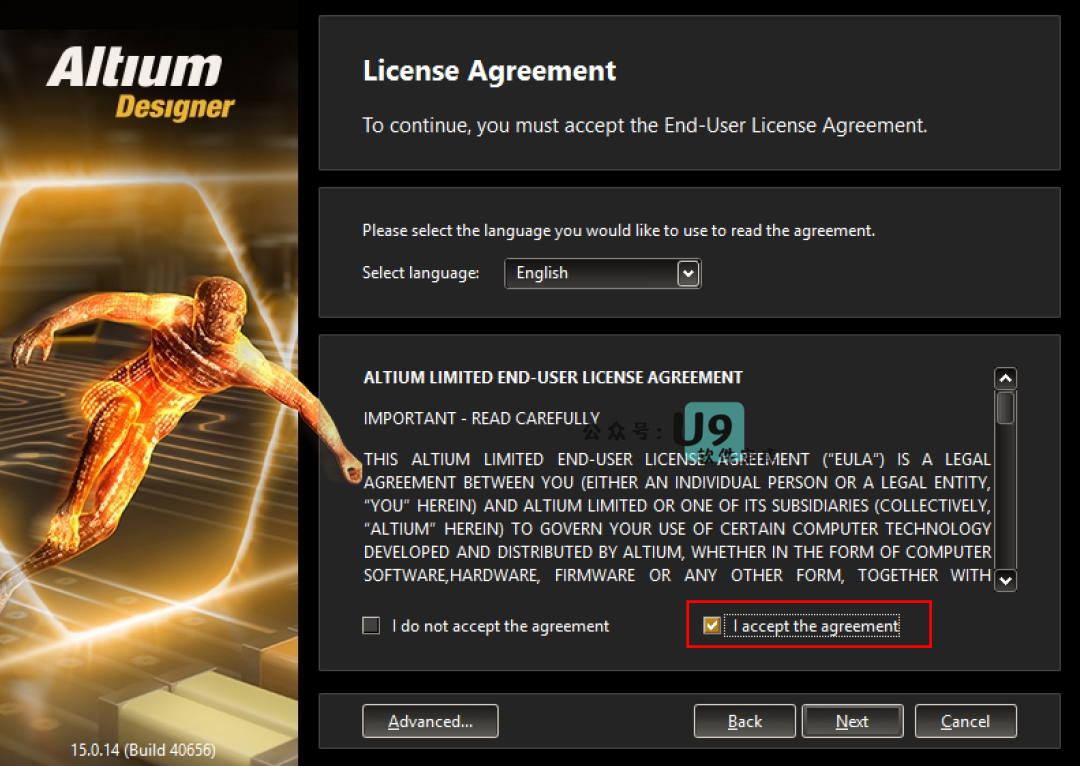 Altium
Designer
License Agreement
To continue, you must accept the End-User License Agreement.
Please select the language you would like to use to read the agreement.
Select language: English
ALTIUM LIMITED END-USER LICENSE AGREEMENT
IMPORTANT - READ CAREFULLY
公众号：U9
软件
THIS ALTIUM LIMITED END-USER LICENSE AGREEMENT (“EULA”) IS A LEGAL
AGREEMENT BETWEEN YOU (EITHER AN INDIVIDUAL PERSON OR A LEGAL ENTITY,
“YOU” HEREIN) AND ALTIUM LIMITED OR ONE OF ITS SUBSIDIARIES (COLLECTIVELY,
“ALTIUM” HEREIN) TO GOVERN YOUR USE OF CERTAIN COMPUTER TECHNOLOGY
DEVELOPED AND DISTRIBUTED BY ALTIUM, WHETHER IN THE FORM OF COMPUTER
SOFTWARE,HARDWARE, FIRMWARE OR ANY OTHER FORM, TOGETHER WITH
I do not accept the agreement
I accept the agreement
Advanced...
Back
Next
Cancel
15.0.14 (Build 40656)